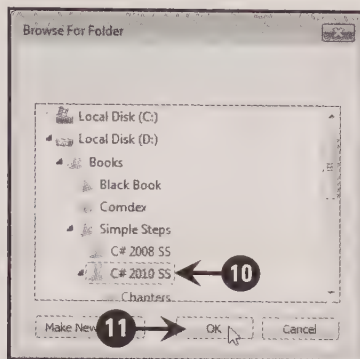 Browse For Folder
Local Disk (C:)
Local Disk (D:)
Books
Black Book
Comdex
Simple Steps
C# 2008 SS
C# 2010 SS 10
Chapters
Make New 11 OK Cancel